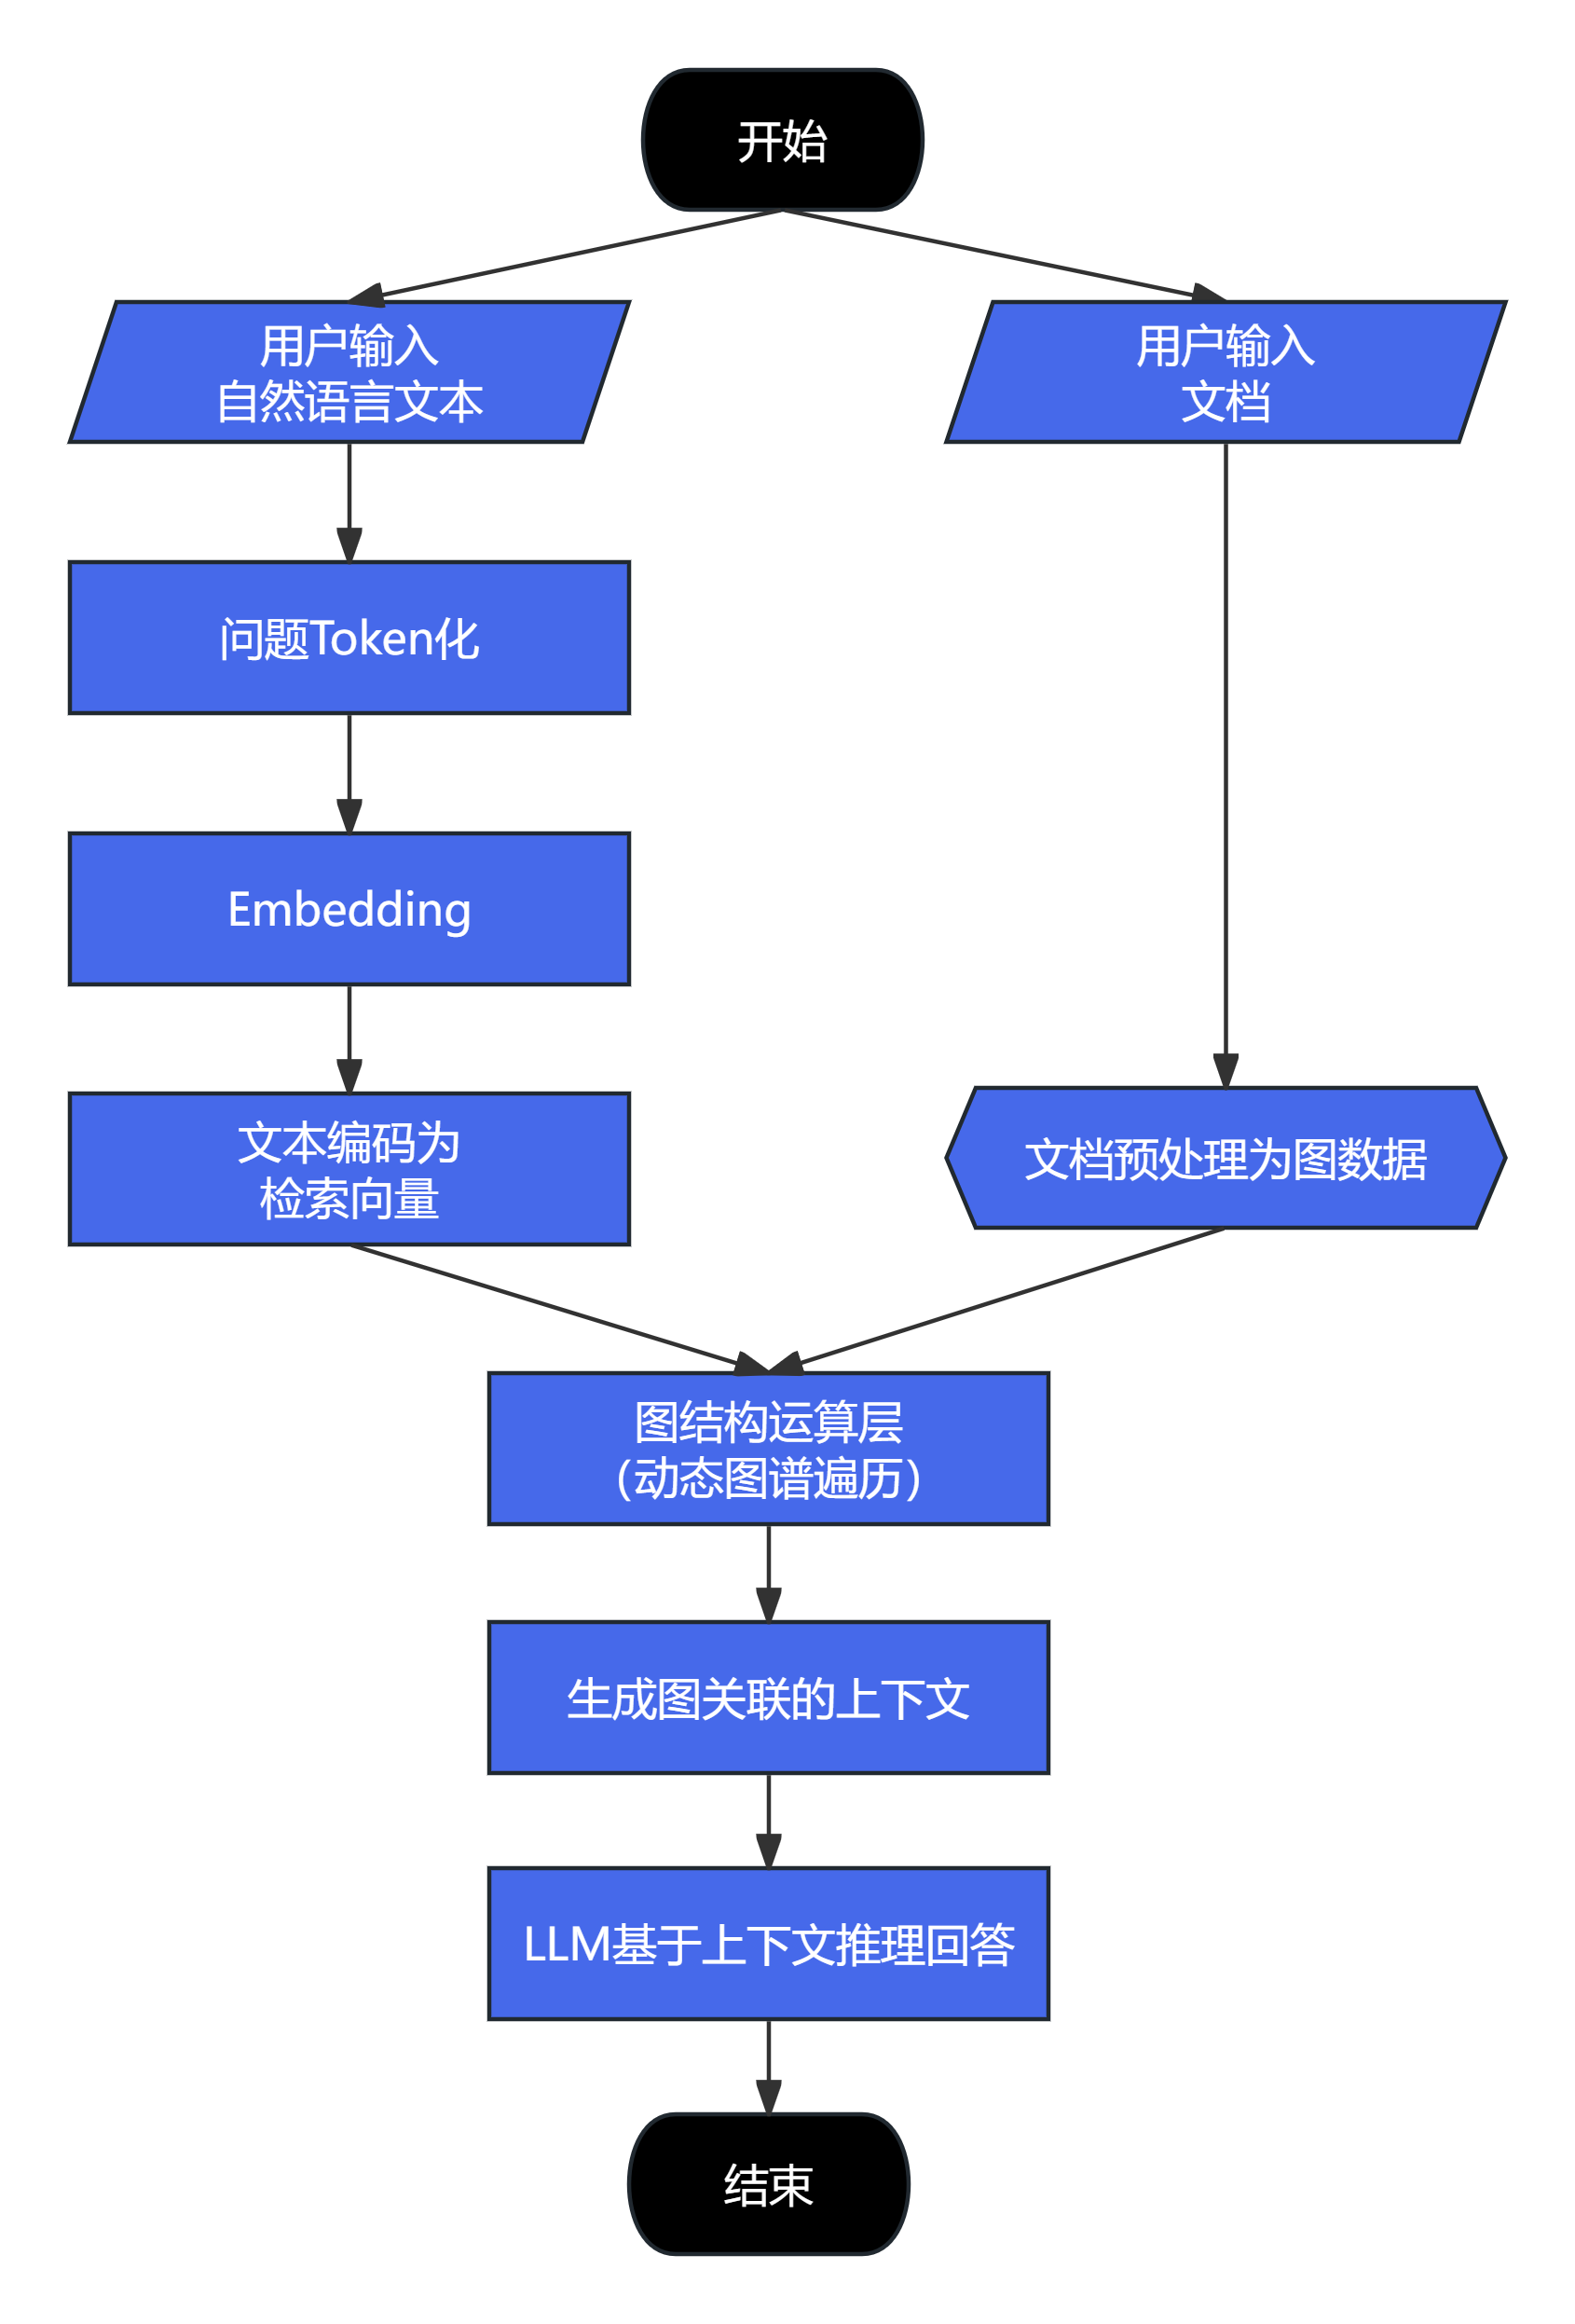 开始
用户输入
自然语言文本
用户输入
文档
问题Token化
Embedding
文本编码为
检索向量
文档预处理为图数据
图结构运算层
（动态图谱遍历）
生成图关联的上下文
LLM基于上下文推理回答
结束